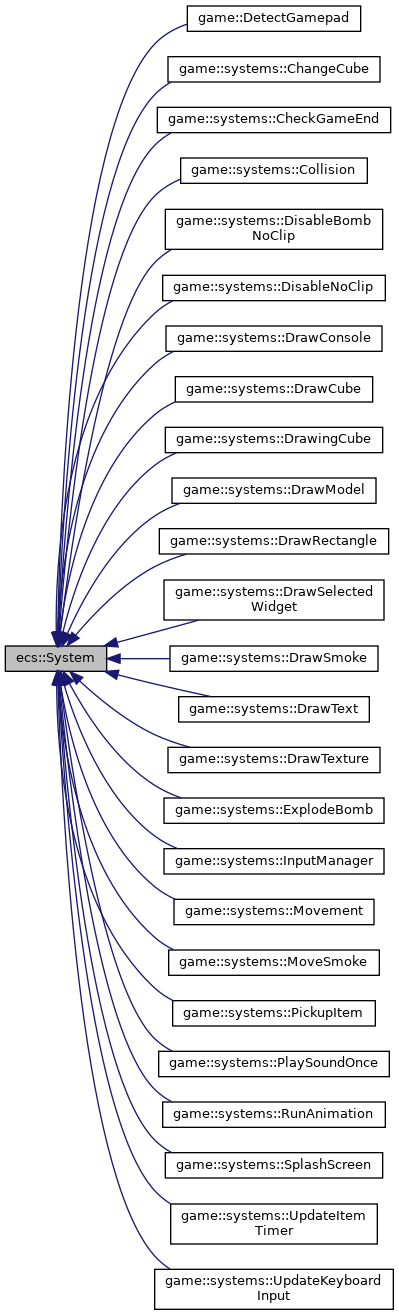 game::DetectGamepad
game::systems::ChangeCube
game::systems::CheckGameEnd
game::systems::Collision
game::systems::DisableBomb
NoClip
game::systems::DisableNoClip
game::systems::DrawConsole
game::systems::DrawCube
game::systems::DrawingCube
game::systems::DrawModel
game::systems::DrawRectangle
game::systems::DrawSelected
Widget
ecs::System
game::systems::DrawSmoke
game::systems::DrawText
game::systems::DrawTexture
game::systems::ExplodeBomb
game::systems::InputManager
game::systems::Movement
game::systems::MoveSmoke
game::systems::PickupItem
game::systems::PlaySoundOnce
game::systems::RunAnimation
game::systems::SplashScreen
game::systems::UpdateItem
Timer
game::systems::UpdateKeyboard
Input